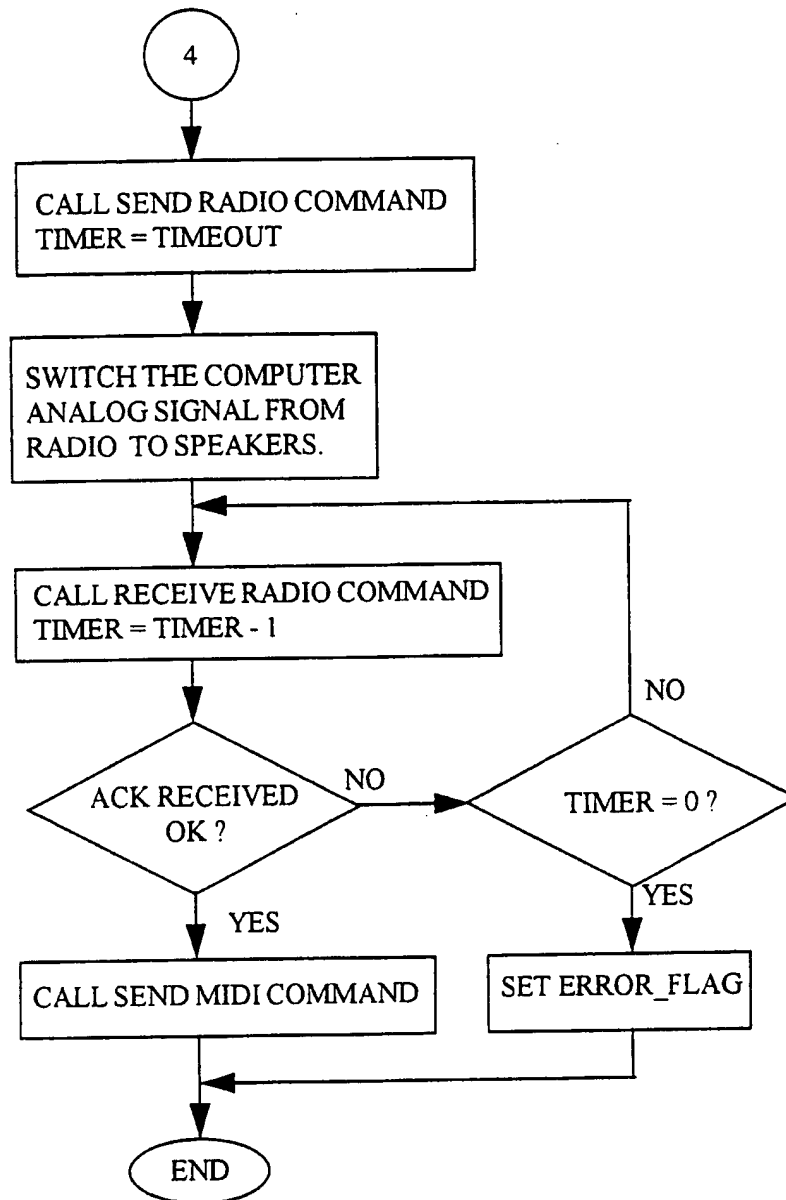 4
CALL SEND RADIO COMMAND
TIMER = TIMEOUT
SWITCH THE COMPUTER
ANALOG SIGNAL FROM
RADIO TO SPEAKERS.
CALL RECEIVE RADIO COMMAND
TIMER = TIMER - 1
NO
ACK RECEIVED
OK ?
NO
TIMER = 0 ?
YES
YES
CALL SEND MIDI COMMAND
SET ERROR_FLAG
END